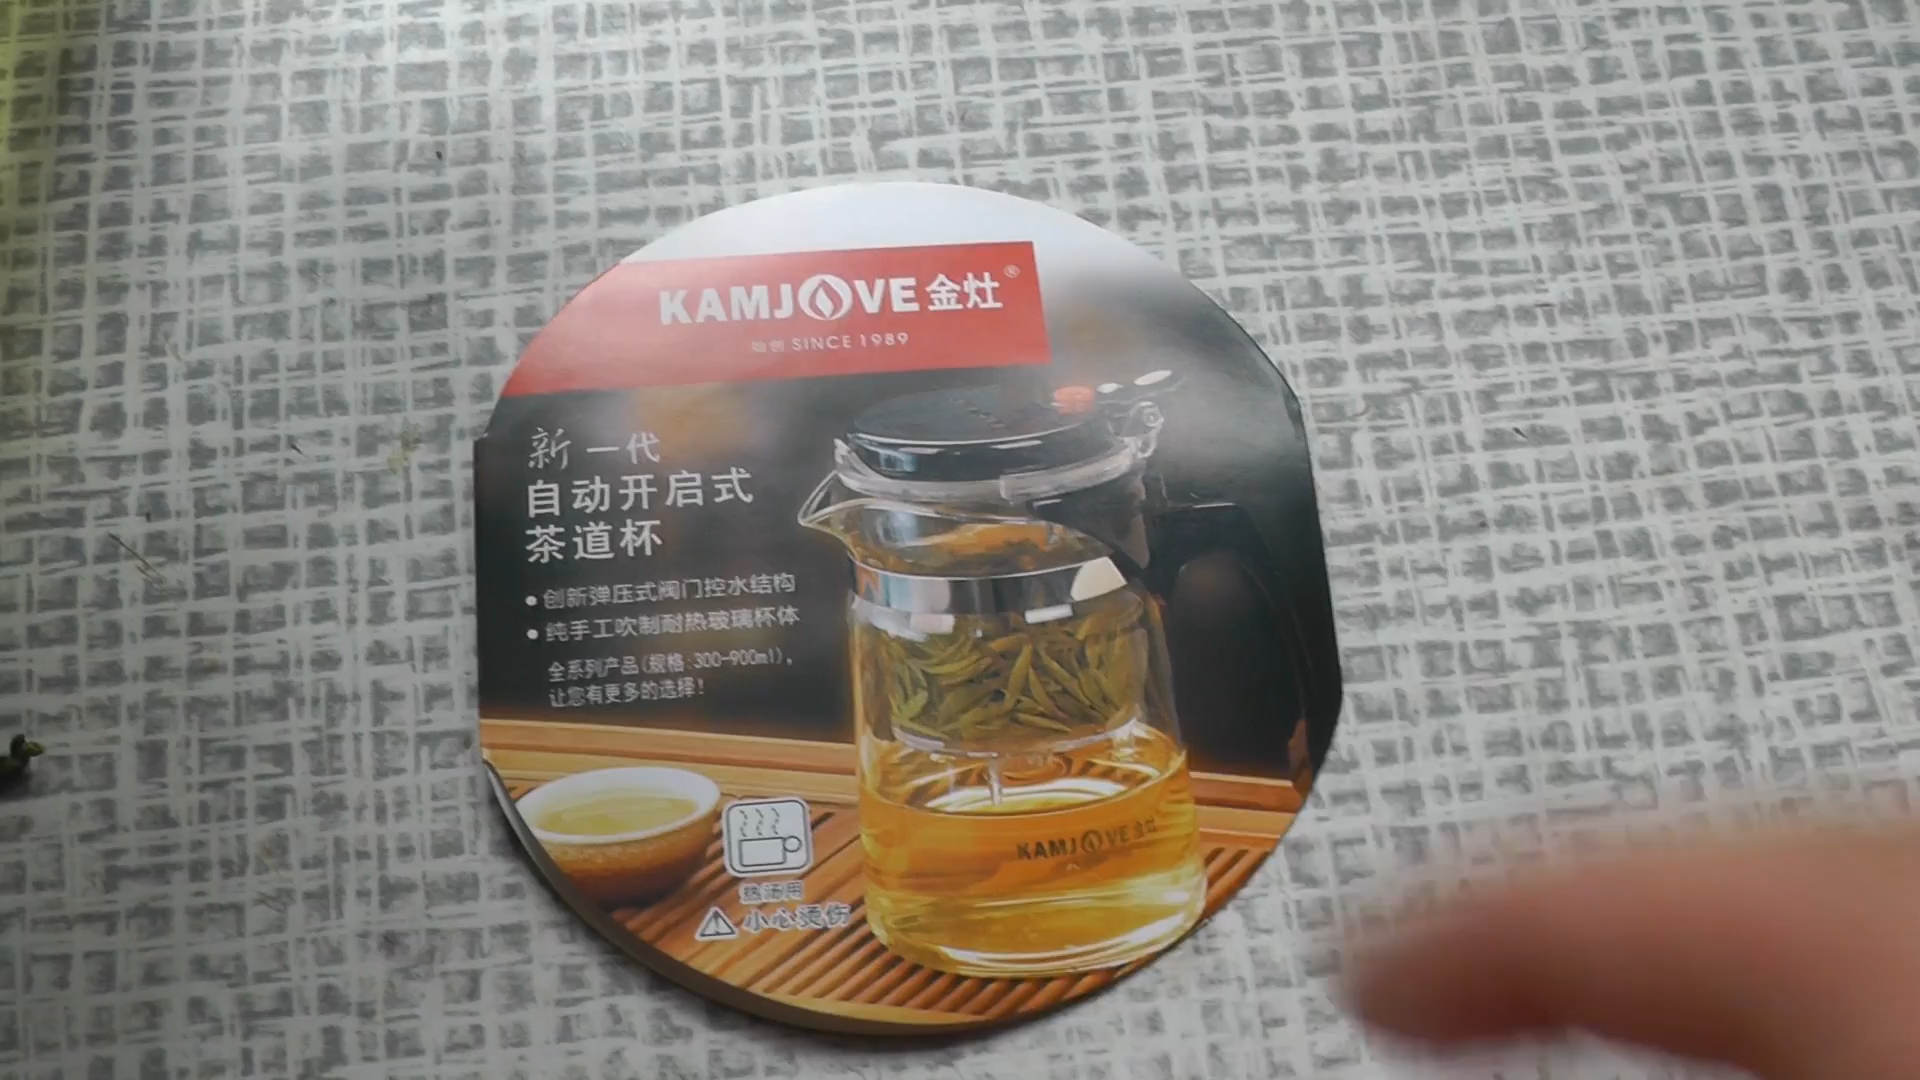 KAMJOVE金灶®
始创 SINCE 1989
新一代
自动开启式
茶道杯
• 创新弹压式阀门控水结构
• 纯手工吹制耐热玻璃杯体
全系列产品(规格:300-900ml),
让您有更多的选择!
KAMJOVE金灶
热汤用
小心烫伤